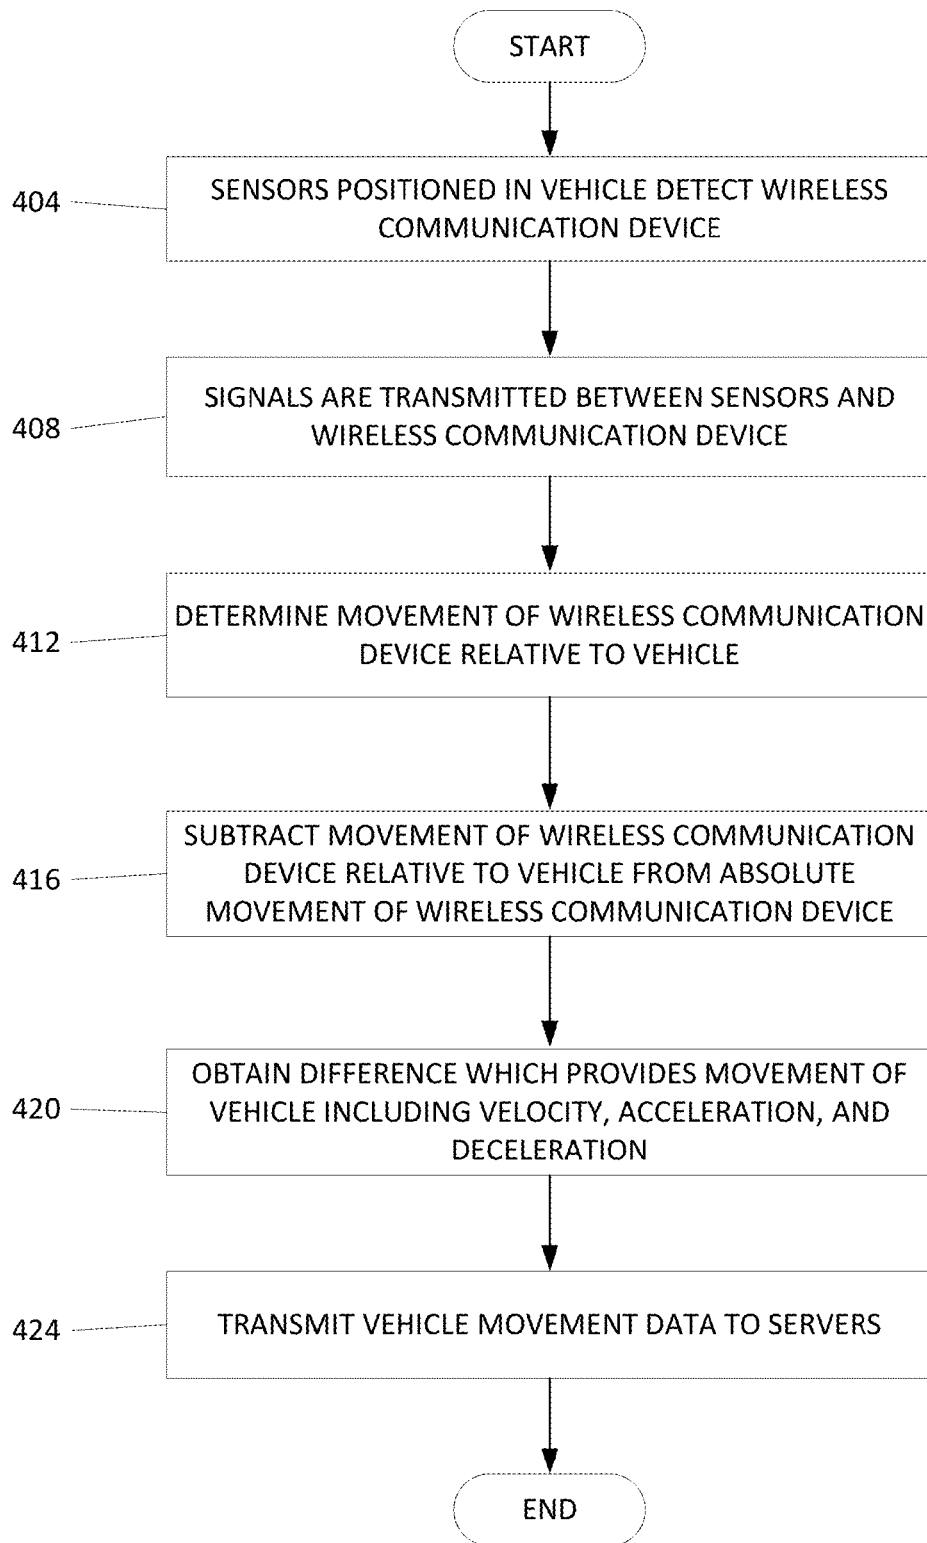 START
404
SENSORS POSITIONED IN VEHICLE DETECT WIRELESS
COMMUNICATION DEVICE
408
SIGNALS ARE TRANSMITTED BETWEEN SENSORS AND
WIRELESS COMMUNICATION DEVICE
412
DETERMINE MOVEMENT OF WIRELESS COMMUNICATION
DEVICE RELATIVE TO VEHICLE
416
SUBTRACT MOVEMENT OF WIRELESS COMMUNICATION
DEVICE RELATIVE TO VEHICLE FROM ABSOLUTE
MOVEMENT OF WIRELESS COMMUNICATION DEVICE
420
OBTAIN DIFFERENCE WHICH PROVIDES MOVEMENT OF
VEHICLE INCLUDING VELOCITY, ACCELERATION, AND
DECELERATION
424
TRANSMIT VEHICLE MOVEMENT DATA TO SERVERS
END